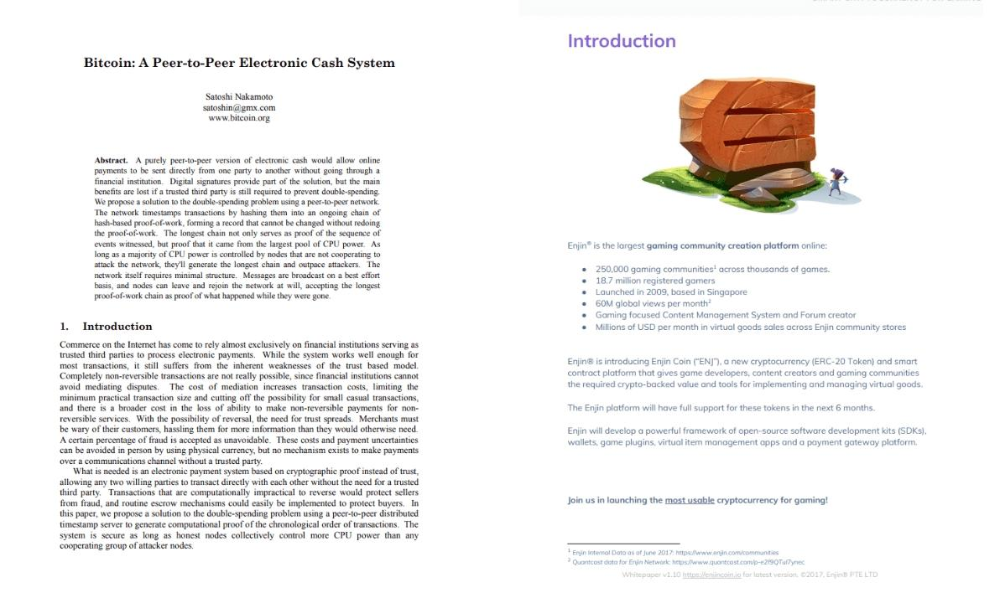 Bitcoin: A Peer-to-Peer Electronic Cash System
Satoshi Nakamoto
satoshin@gmx.com
www.bitcoin.org
Abstract. A purely peer-to-peer version of electronic cash would allow online
payments to be sent directly from one party to another without going through a
financial institution. Digital signatures provide part of the solution, but the main
benefits are lost if a trusted third party is still required to prevent double-spending.
We propose a solution to the double-spending problem using a peer-to-peer network.
The network timestamps transactions by hashing them into an ongoing chain of
hash-based proof-of-work, forming a record that cannot be changed without redoing
the proof-of-work. The longest chain not only serves as proof of the sequence of
events witnessed, but proof that it came from the largest pool of CPU power. As
long as a majority of CPU power is controlled by nodes that are not cooperating to
attack the network, they'll generate the longest chain and outpace attackers. The
network itself requires minimal structure. Messages are broadcast on a best effort
basis, and nodes can leave and rejoin the network at will, accepting the longest
proof-of-work chain as proof of what happened while they were gone.
1. Introduction
Commerce on the Internet has come to rely almost exclusively on financial institutions serving as
trusted third parties to process electronic payments. While the system works well enough for
most transactions, it still suffers from the inherent weaknesses of the trust based model.
Completely non-reversible transactions are not really possible, since financial institutions cannot
avoid mediating disputes. The cost of mediation increases transaction costs, limiting the
minimum practical transaction size and cutting off the possibility for small casual transactions,
and there is a broader cost in the loss of ability to make non-reversible payments for non-
reversible services. With the possibility of reversal, the need for trust spreads. Merchants must
be wary of their customers, hassling them for more information than they would otherwise need.
A certain percentage of fraud is accepted as unavoidable. These costs and payment uncertainties
can be avoided in person by using physical currency, but no mechanism exists to make payments
over a communications channel without a trusted party.
What is needed is an electronic payment system based on cryptographic proof instead of trust,
allowing any two willing parties to transact directly with each other without the need for a trusted
third party. Transactions that are computationally impractical to reverse would protect sellers
from fraud, and routine escrow mechanisms could easily be implemented to protect buyers. In
this paper, we propose a solution to the double-spending problem using a peer-to-peer distributed
timestamp server to generate computational proof of the chronological order of transactions. The
system is secure as long as honest nodes collectively control more CPU power than any
cooperating group of attacker nodes.
Introduction
Enjin® is the largest gaming community creation platform online:
● 250,000 gaming communities¹ across thousands of games.
● 18.7 million registered gamers
● Launched in 2009, based in Singapore
● 60M global views per month²
● Gaming focused Content Management System and Forum creator
● Millions of USD per month in virtual goods sales across Enjin community stores
Enjin® is introducing Enjin Coin (“ENJ”), a new cryptocurrency (ERC-20 Token) and smart
contract platform that gives game developers, content creators and gaming communities
the required crypto-backed value and tools for implementing and managing virtual goods.
The Enjin platform will have full support for these tokens in the next 6 months.
Enjin will develop a powerful framework of open-source software development kits (SDKs),
wallets, game plugins, virtual item management apps and a payment gateway platform.
Join us in launching the most usable cryptocurrency for gaming!
¹ Enjin Internal Data as of June 2017: https://www.enjin.com/communities
² Quantcast data for Enjin Network: https://www.quantcast.com/p-e2f9QTuI7ynec
Whitepaper v1.10 https://enjincoin.io for latest version. ©2017, Enjin® PTE LTD